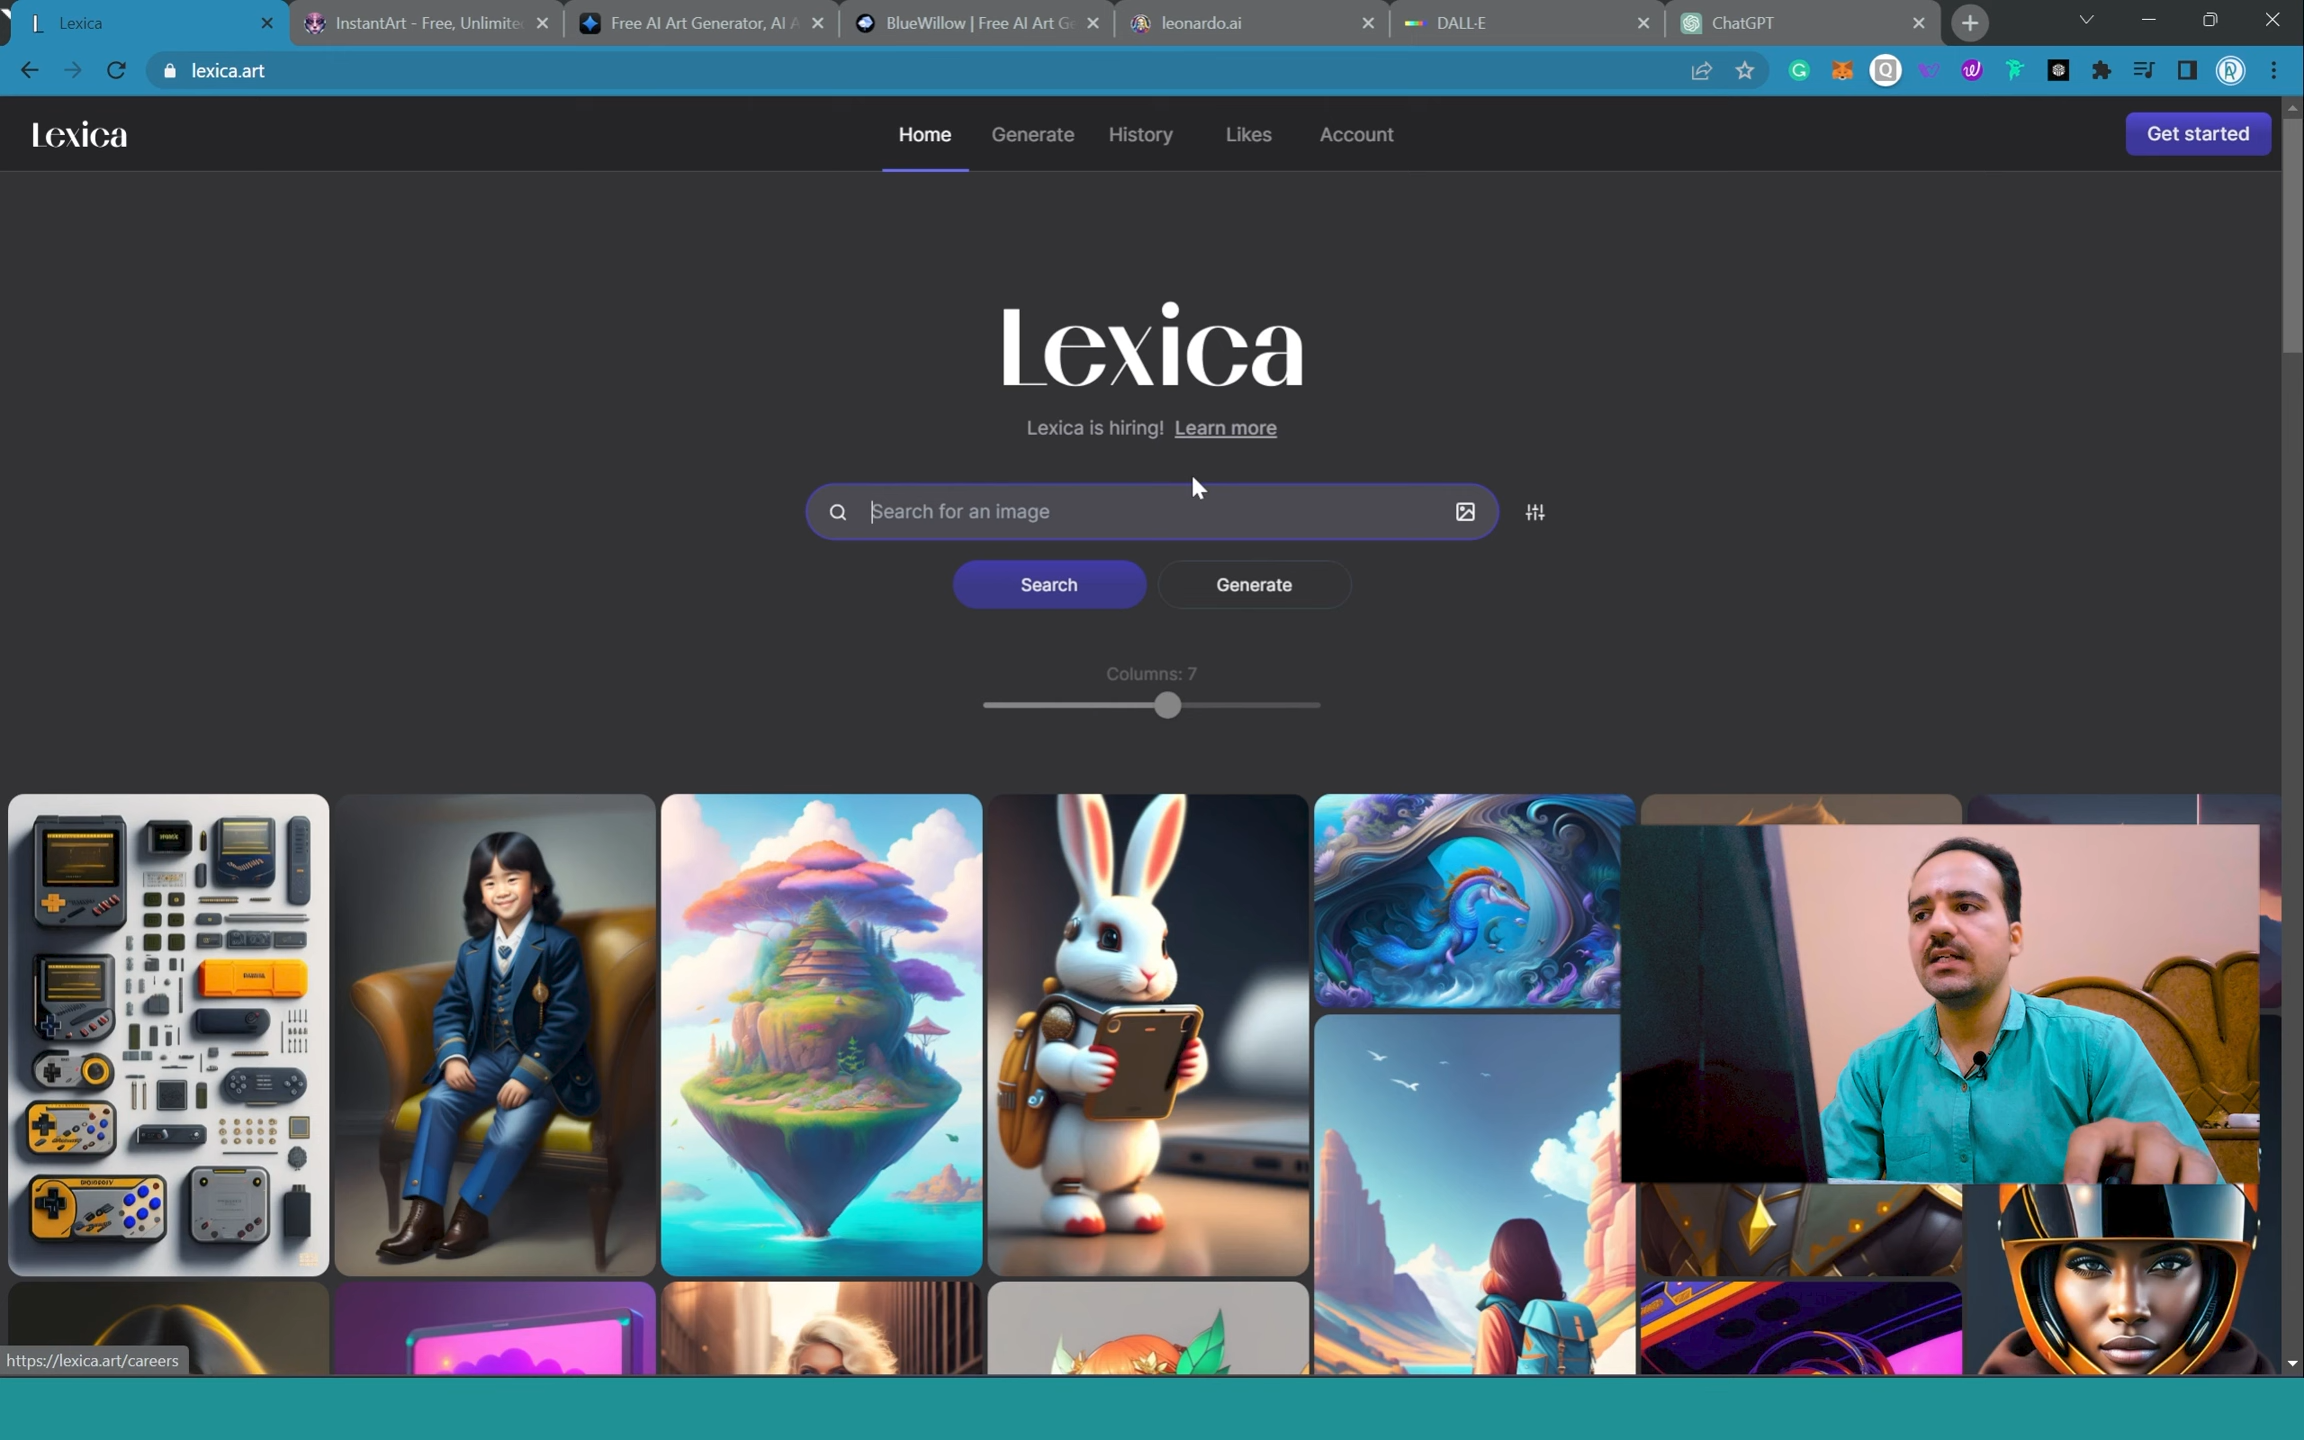 Lexica
InstantArt - Free, Unlimite
Free AI Art Generator, AI A
BlueWillow | Free AI Art Ge
leonardo.ai
DALL·E
ChatGPT
lexica.art
Lexica
Home
Generate
History
Likes
Account
Get started
Lexica
Lexica is hiring! Learn more
Search for an image
Search
Generate
Columns: 7
https://lexica.art/careers